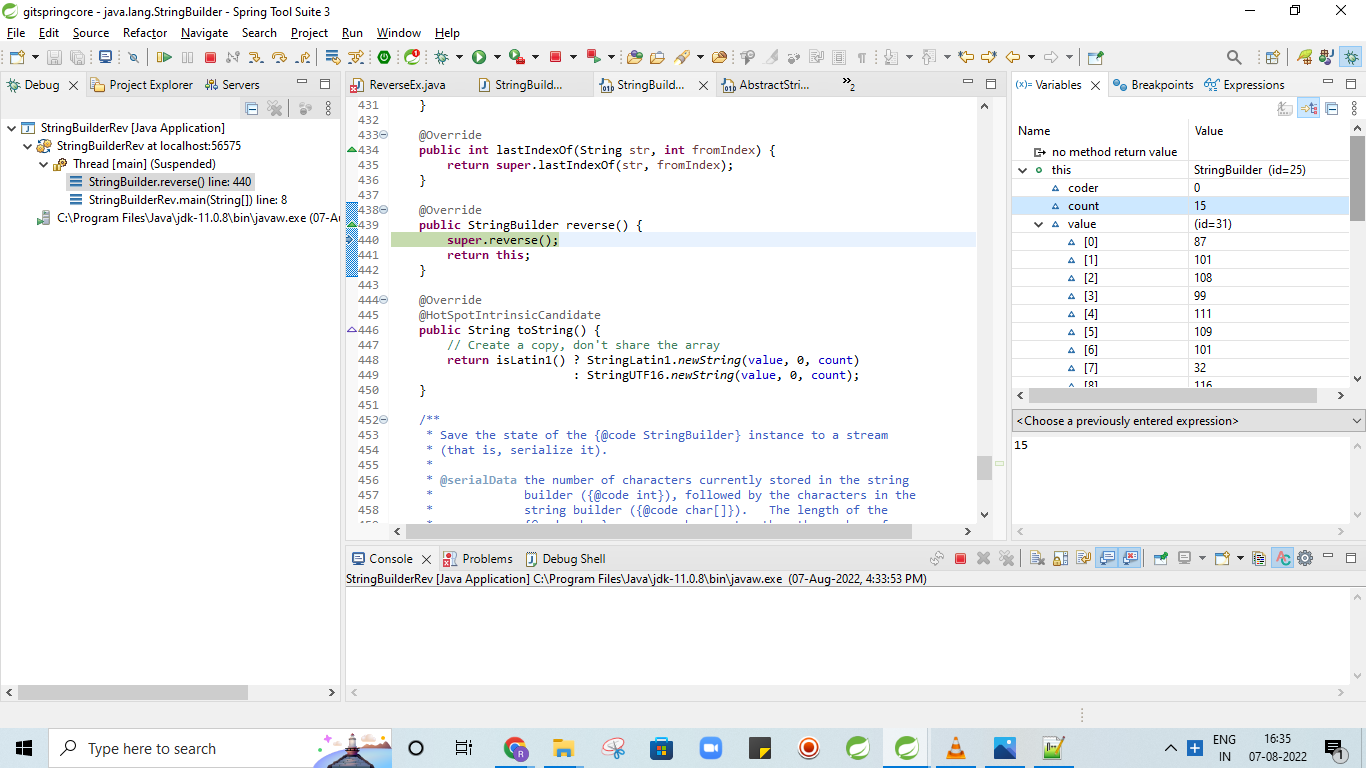 gitspringcore - java.lang.StringBuilder - Spring Tool Suite 3
File Edit Source Refactor Navigate Search Project Run Window Help
Debug Project Explorer Servers
StringBuilderRev [Java Application]
StringBuilderRev at localhost:56575
Thread [main] (Suspended)
StringBuilder.reverse() line: 440
StringBuilderRev.main(String[]) line: 8
C:\Program Files\Java\jdk-11.0.8\bin\javaw.exe (07-Au
ReverseEx.java StringBuild... StringBuild... AbstractStri... »2
431 }
432
433 @Override
434 public int lastIndexOf(String str, int fromIndex) {
435 return super.lastIndexOf(str, fromIndex);
436 }
437
438 @Override
439 public StringBuilder reverse() {
440 super.reverse();
441 return this;
442 }
443
444 @Override
445 @HotSpotIntrinsicCandidate
446 public String toString() {
447 // Create a copy, don't share the array
448 return isLatin1() ? StringLatin1.newString(value, 0, count)
449 : StringUTF16.newString(value, 0, count);
450 }
451
452 /**
453 * Save the state of the {@code StringBuilder} instance to a stream
454 * (that is, serialize it).
455 *
456 * @serialData the number of characters currently stored in the string
457 * builder ({@code int}), followed by the characters in the
458 * string builder ({@code char[]}). The length of the
(x)= Variables Breakpoints Expressions
Name Value
no method return value
this StringBuilder (id=25)
coder 0
count 15
value (id=31)
[0] 87
[1] 101
[2] 108
[3] 99
[4] 111
[5] 109
[6] 101
[7] 32
[8] 116
<Choose a previously entered expression>
15
Console Problems Debug Shell
StringBuilderRev [Java Application] C:\Program Files\Java\jdk-11.0.8\bin\javaw.exe (07-Aug-2022, 4:33:53 PM)
Type here to search
ENG
IN
16:35
07-08-2022
1